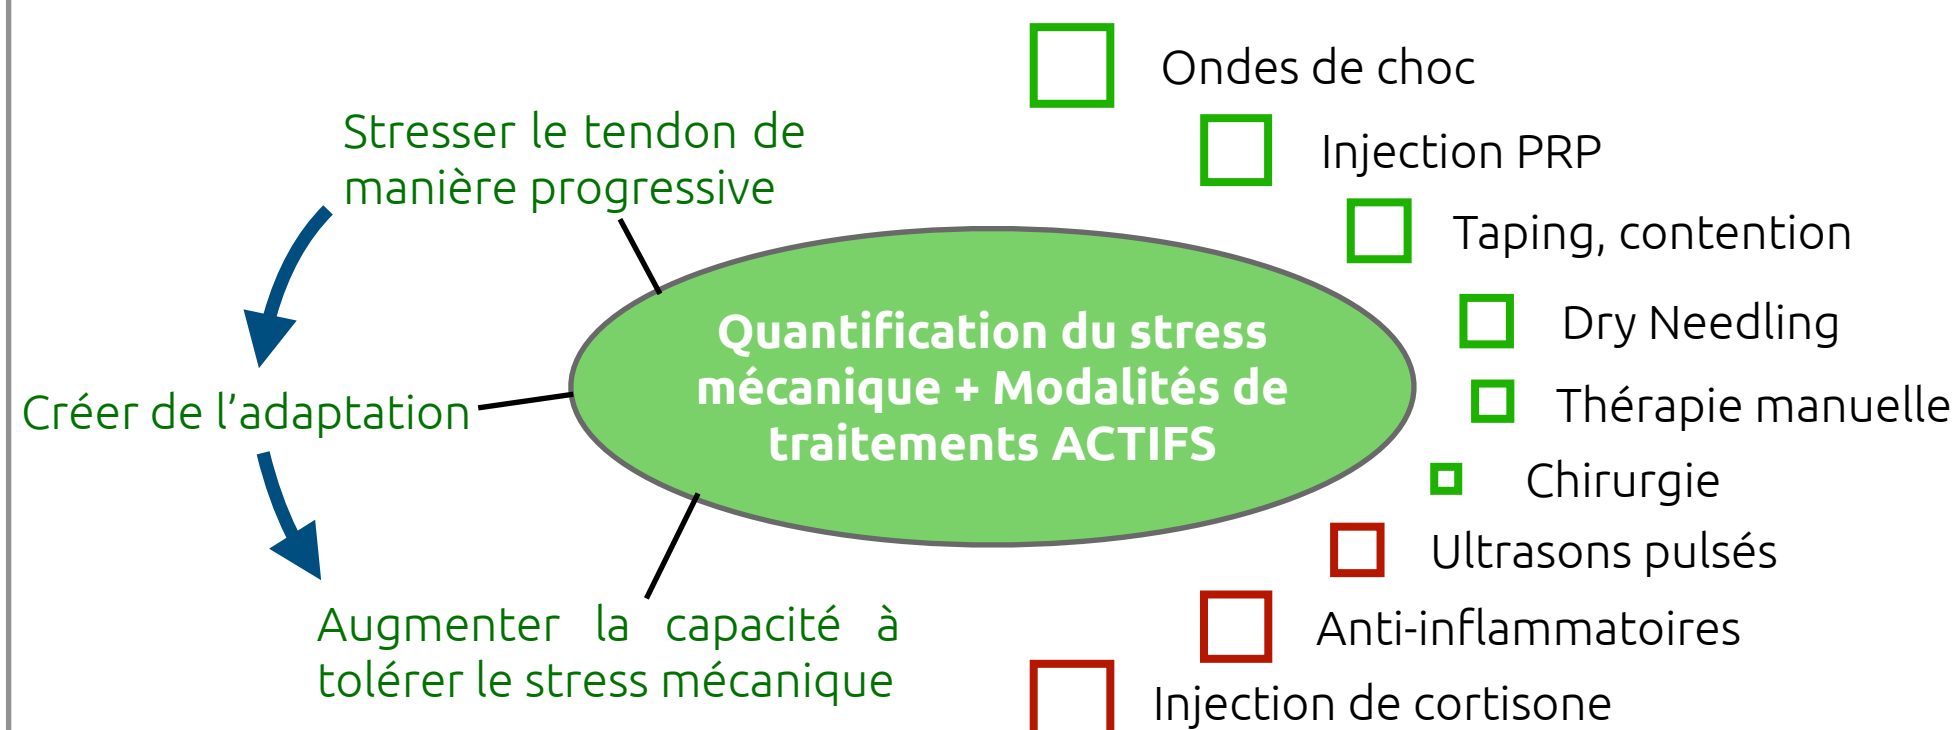 Stresser le tendon de
manière progressive
Créer de l’adaptation
Augmenter la capacité à
tolérer le stress mécanique
Quantification du stress
mécanique + Modalités de
traitements ACTIFS
Ondes de choc
Injection PRP
Taping, contention
Dry Needling
Thérapie manuelle
Chirurgie
Ultrasons pulsés
Anti-inflammatoires
Injection de cortisone